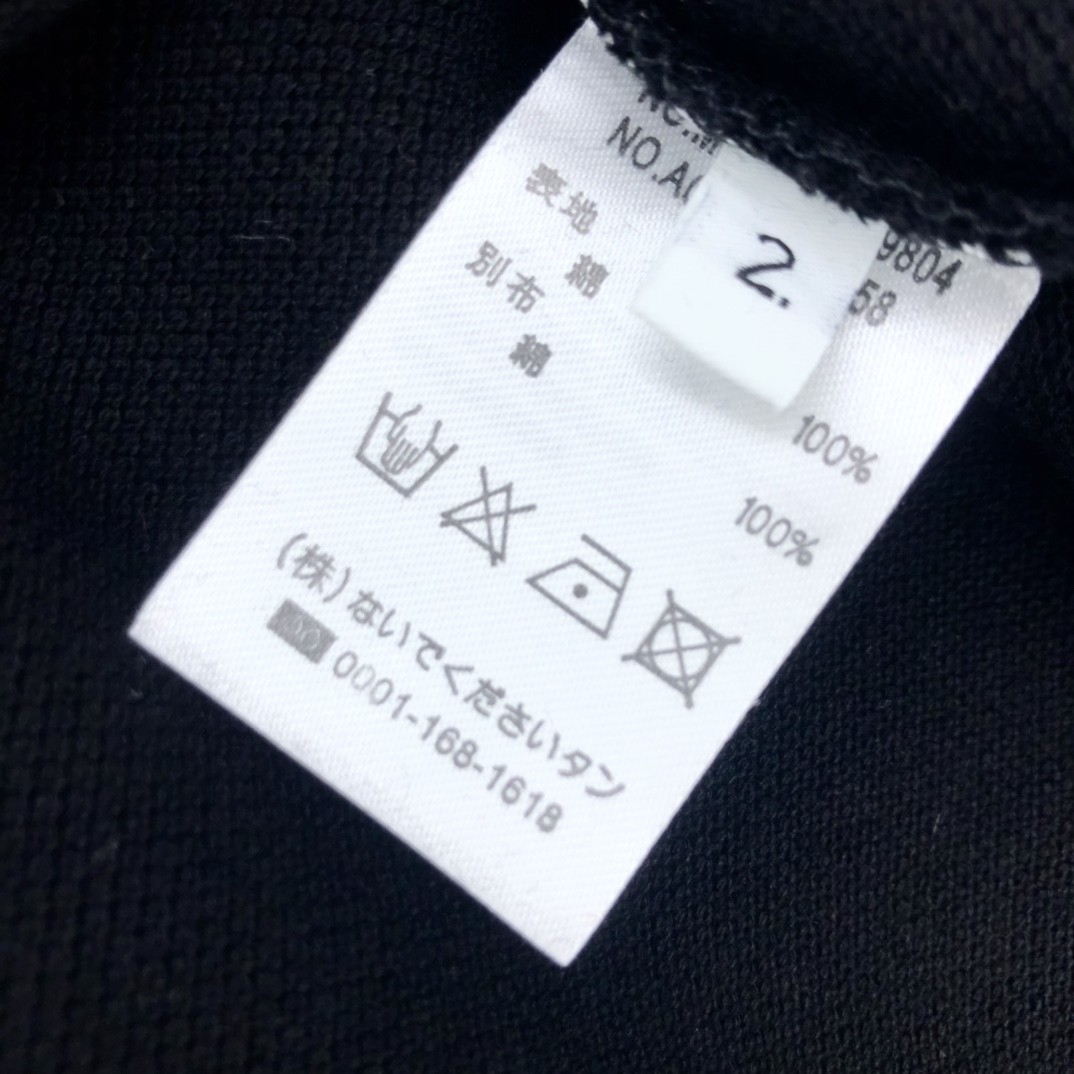 NO.M
NO.A
9804
58
2.
表地
綿 100%
別布
綿 100%
(株)ないでくださいタン
0001-168-1618